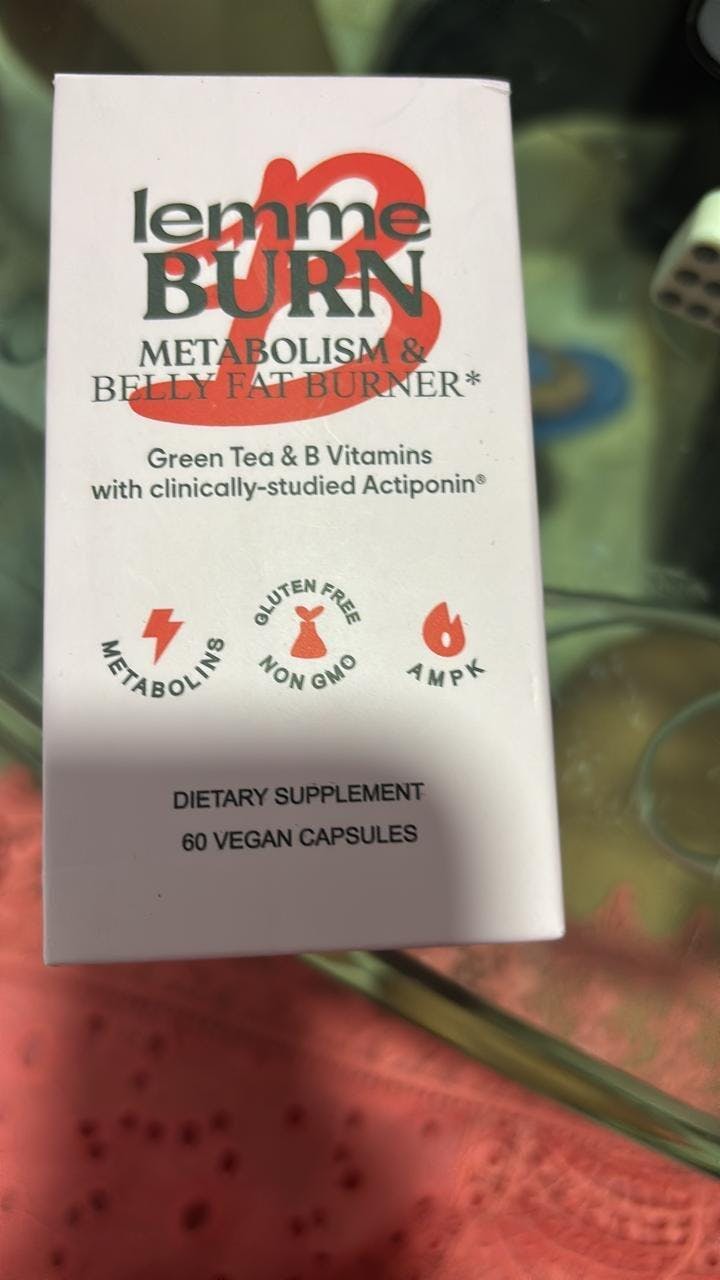 lemme
BURN
METABOLISM &
BELLY FAT BURNER*
Green Tea & B Vitamins
with clinically-studied Actiponin®
METABOLINS
GLUTEN FREE
NON GMO
AMPK
DIETARY SUPPLEMENT
60 VEGAN CAPSULES